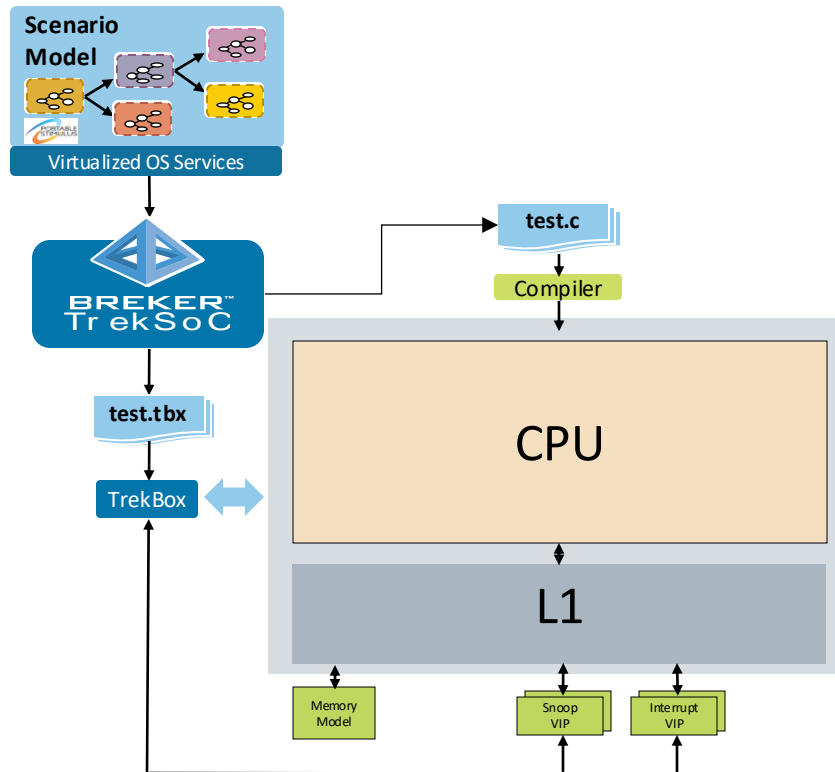 Scenario
Model
PORTABLE
STIMULUS
Virtualized OS Services
BREKER™
TrekSoC
test.c
Compiler
CPU
test.tbx
TrekBox
L1
Memory
Model
Snoop
VIP
Interrupt
VIP